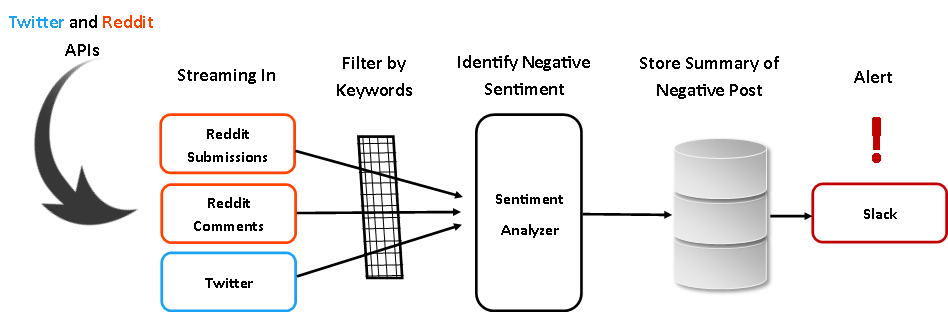 Twitter and Reddit
APIs
Streaming In
Filter by
Keywords
Identify Negative
Sentiment
Store Summary of
Negative Post
Alert
Reddit
Submissions
Reddit
Comments
Twitter
Sentiment
Analyzer
!
Slack